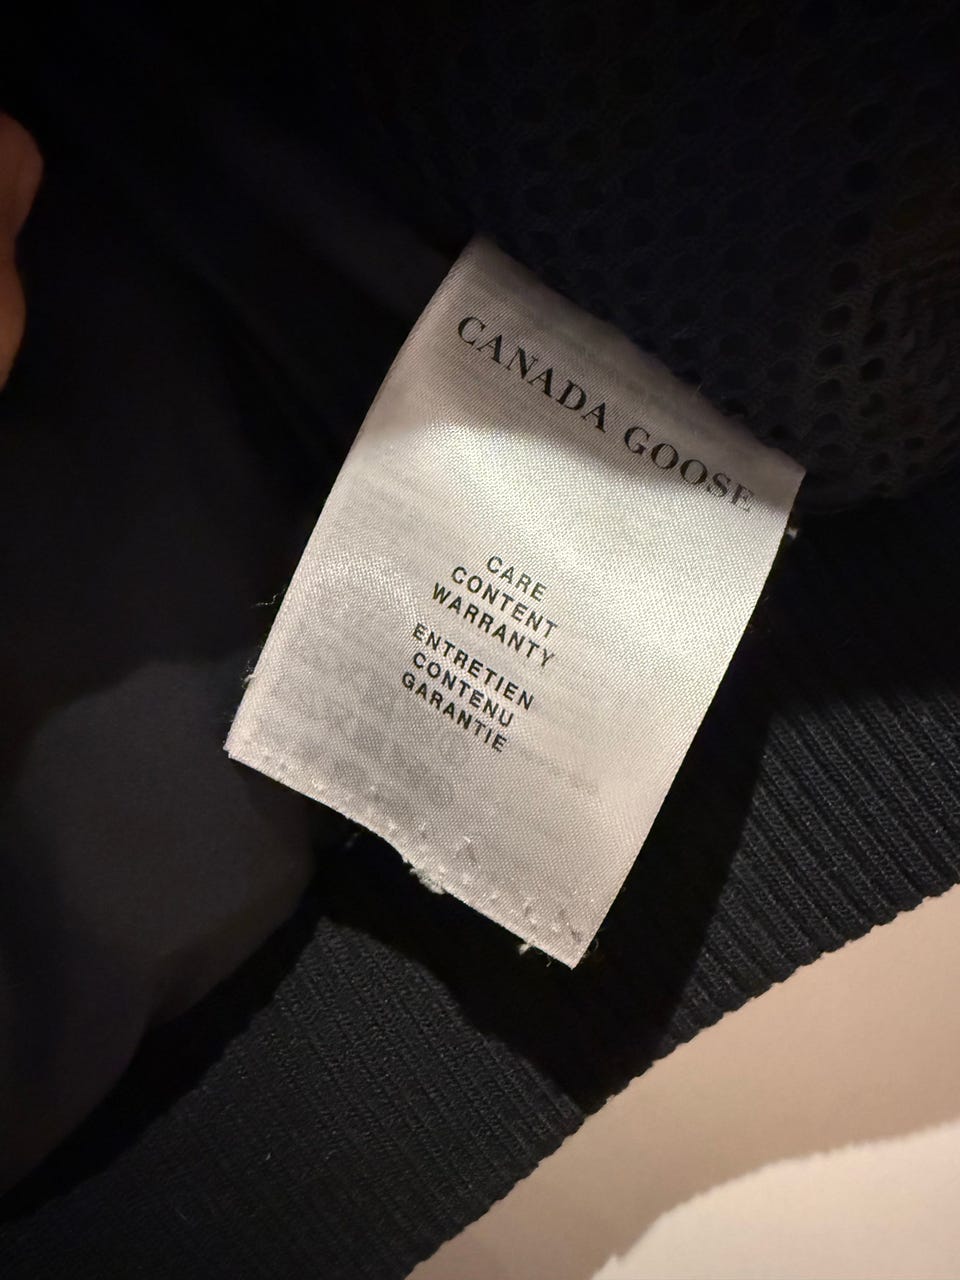 CANADA GOOSE
CARE
CONTENT
WARRANTY
ENTRETIEN
CONTENU
GARANTIE